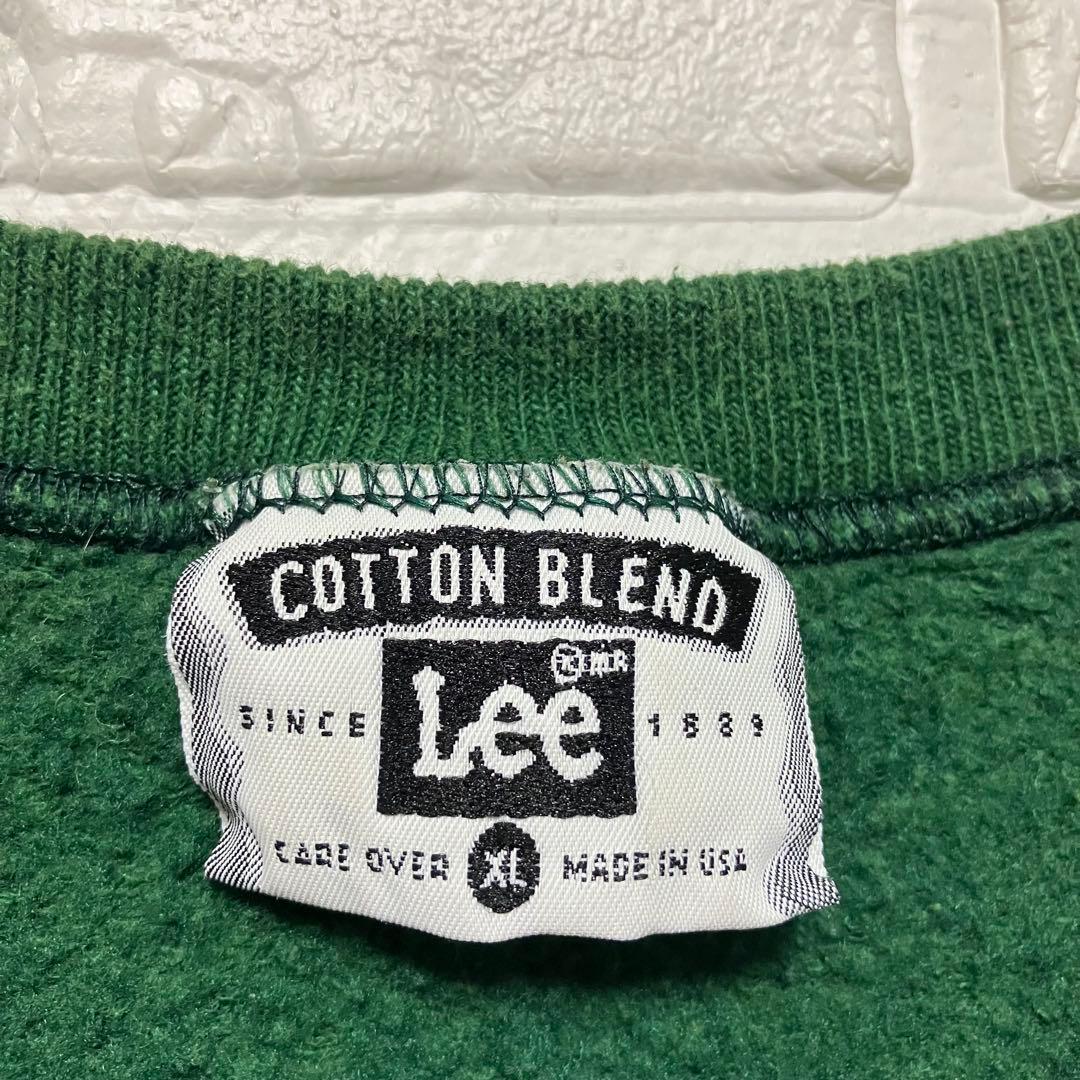 COTTON BLEND
Lee ® MR
SINCE 1889
CARE OVER XL MADE IN USA